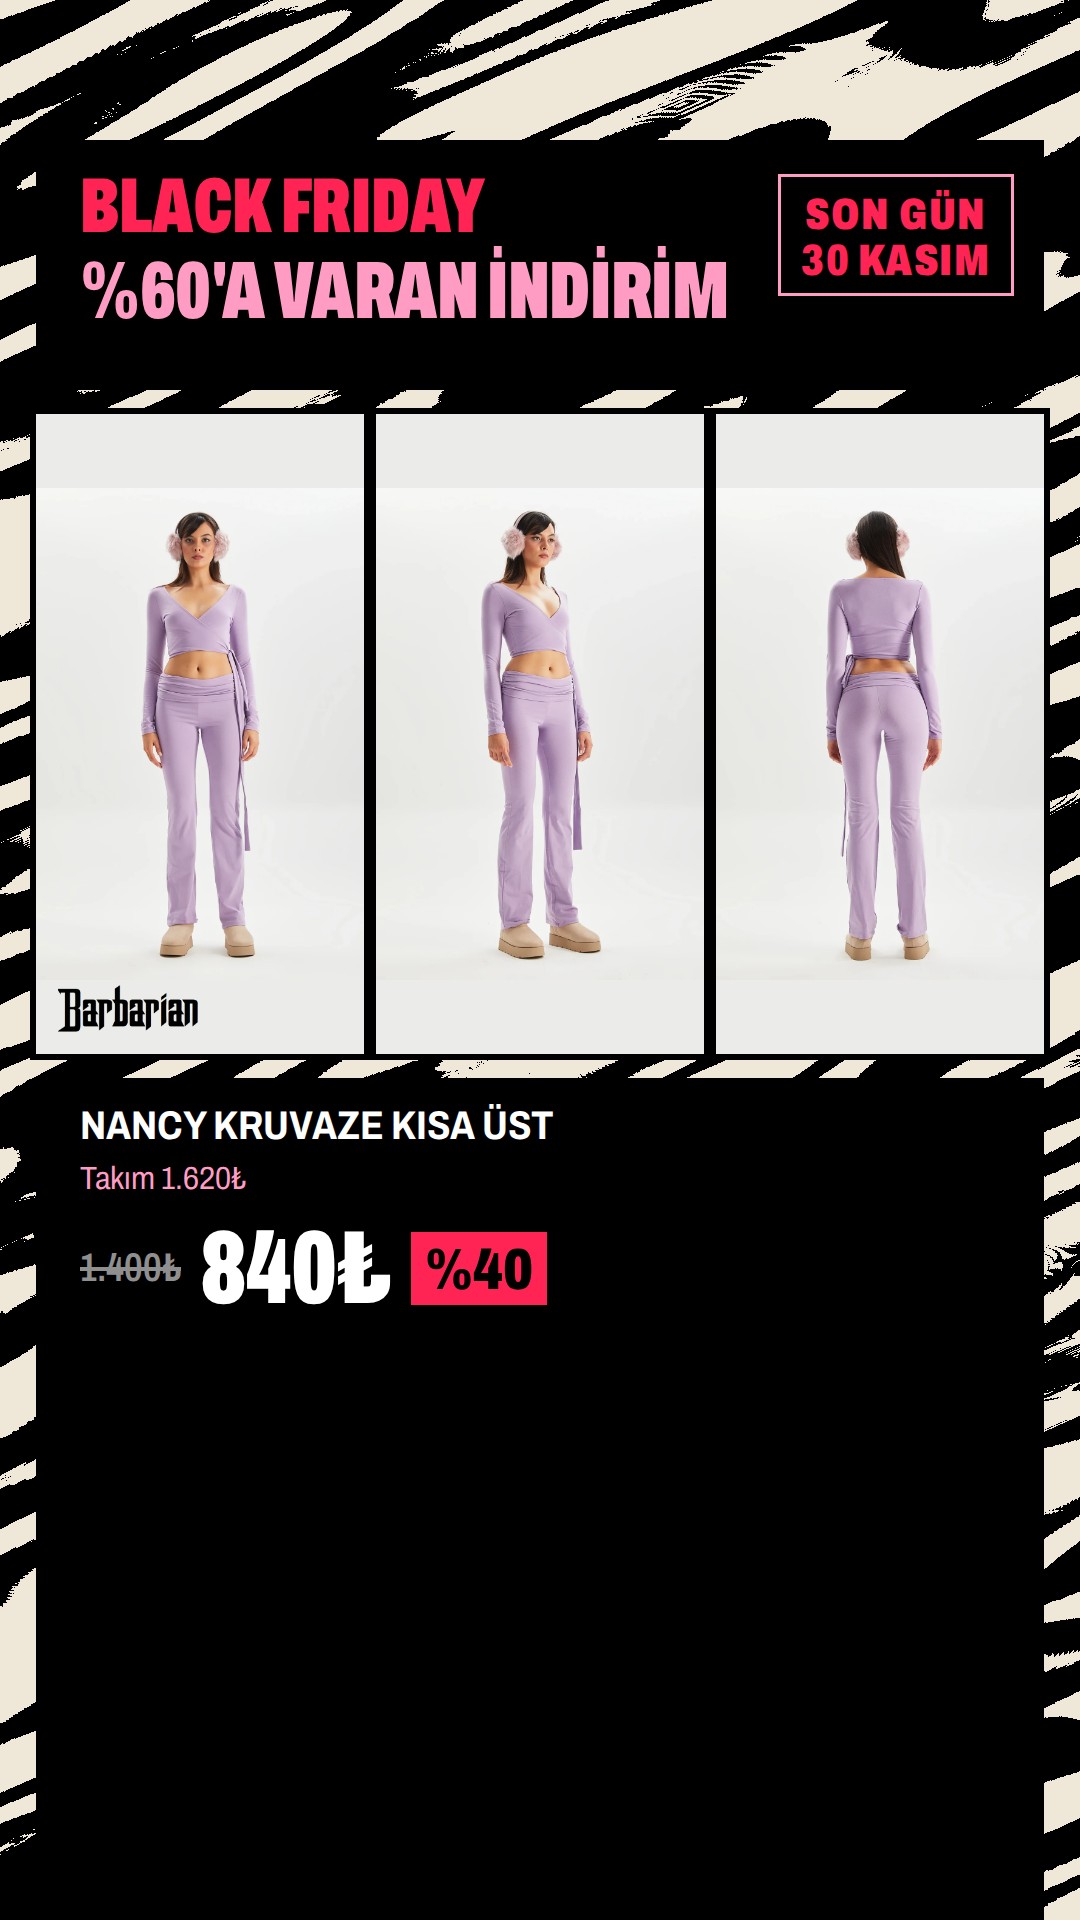 BLACK FRIDAY
%60'A VARAN İNDİRİM
SON GÜN
30 KASIM
Barbarian
NANCY KRUVAZE KISA ÜST
Takım 1.620₺
1.400₺ 840₺ %40